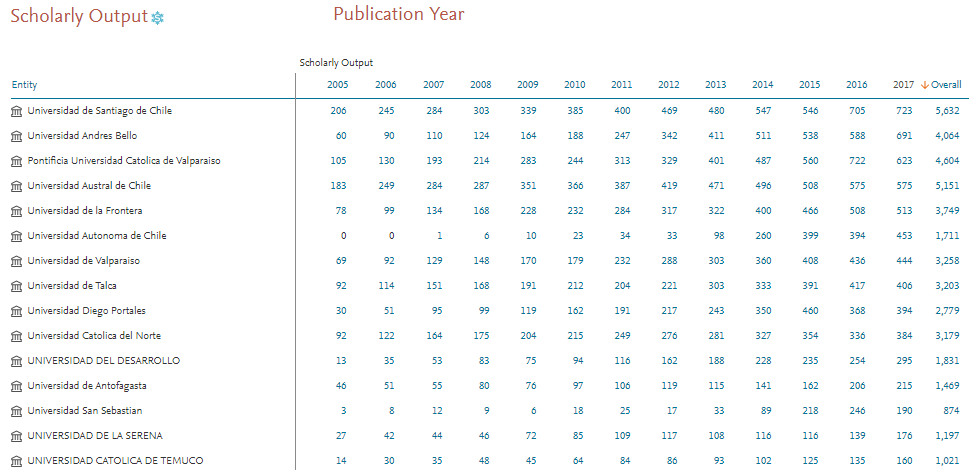 Scholarly Output Publication Year
Scholarly Output
Entity 2005 2006 2007 2008 2009 2010 2011 2012 2013 2014 2015 2016 2017 Overall
Universidad de Santiago de Chile 206 245 284 303 339 385 400 469 480 547 546 705 723 5,632
Universidad Andres Bello 60 90 110 124 164 188 247 342 411 511 538 588 691 4,064
Pontificia Universidad Catolica de Valparaiso 105 130 193 214 283 244 313 329 401 487 560 722 623 4,604
Universidad Austral de Chile 183 249 284 287 351 366 387 419 471 496 508 575 575 5,151
Universidad de la Frontera 78 99 134 168 228 232 284 317 322 400 466 508 513 3,749
Universidad Autonoma de Chile 0 0 1 6 10 23 34 33 98 260 399 394 453 1,711
Universidad de Valparaiso 69 92 129 148 170 179 232 288 303 360 408 436 444 3,258
Universidad de Talca 92 114 151 168 191 212 204 221 303 333 391 417 406 3,203
Universidad Diego Portales 30 51 95 99 119 162 191 217 243 350 460 368 394 2,779
Universidad Catolica del Norte 92 122 164 175 204 215 249 276 281 327 354 336 384 3,179
UNIVERSIDAD DEL DESARROLLO 13 35 53 83 75 94 116 162 188 228 235 254 295 1,831
Universidad de Antofagasta 46 51 55 80 76 97 106 119 115 141 162 206 215 1,469
Universidad San Sebastian 3 8 12 9 6 18 25 17 33 89 218 246 190 874
UNIVERSIDAD DE LA SERENA 27 42 44 46 72 85 109 117 108 116 116 139 176 1,197
UNIVERSIDAD CATOLICA DE TEMUCO 14 30 35 48 45 64 84 86 93 102 125 135 160 1,021